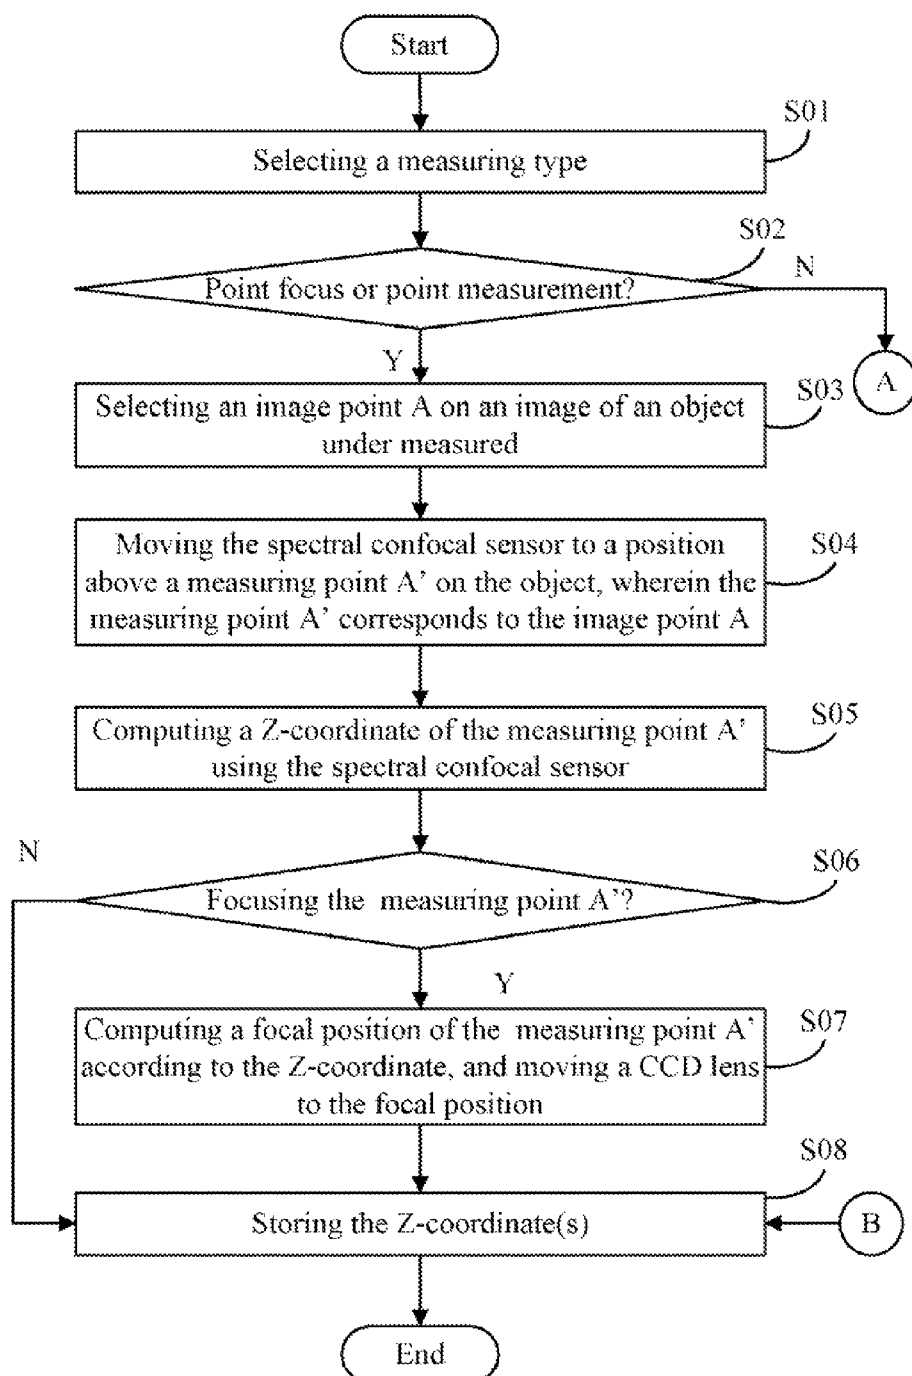 Start
S01
Selecting a measuring type
S02
Point focus or point measurement?
N
Y
A
S03
Selecting an image point A on an image of an object
under measured
S04
Moving the spectral confocal sensor to a position
above a measuring point A’ on the object, wherein the
measuring point A’ corresponds to the image point A
S05
Computing a Z-coordinate of the measuring point A’
using the spectral confocal sensor
N
S06
Focusing the measuring point A’?
Y
S07
Computing a focal position of the measuring point A’
according to the Z-coordinate, and moving a CCD lens
to the focal position
S08
Storing the Z-coordinate(s)
B
End